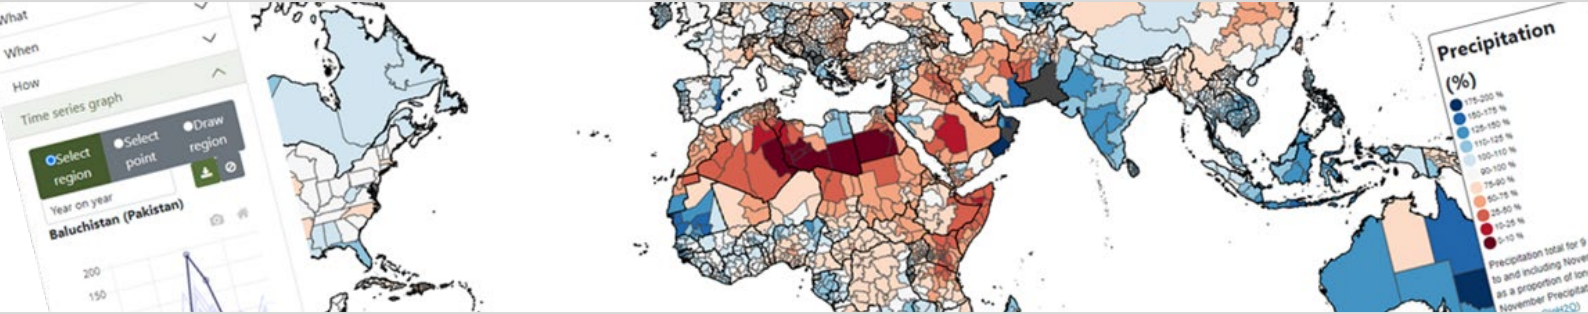 What
When
How
Time series graph
Select
region
Select
point
Draw
region
Year on year
Baluchistan (Pakistan)
200
150
Precipitation
(%)
175-200 %
150-175 %
125-150 %
110-125 %
100-110 %
90-100 %
75-90 %
50-75 %
25-50 %
10-25 %
0-10 %
Precipitation total for 9
to and including Nove
as a proportion of lon
November Precipitat